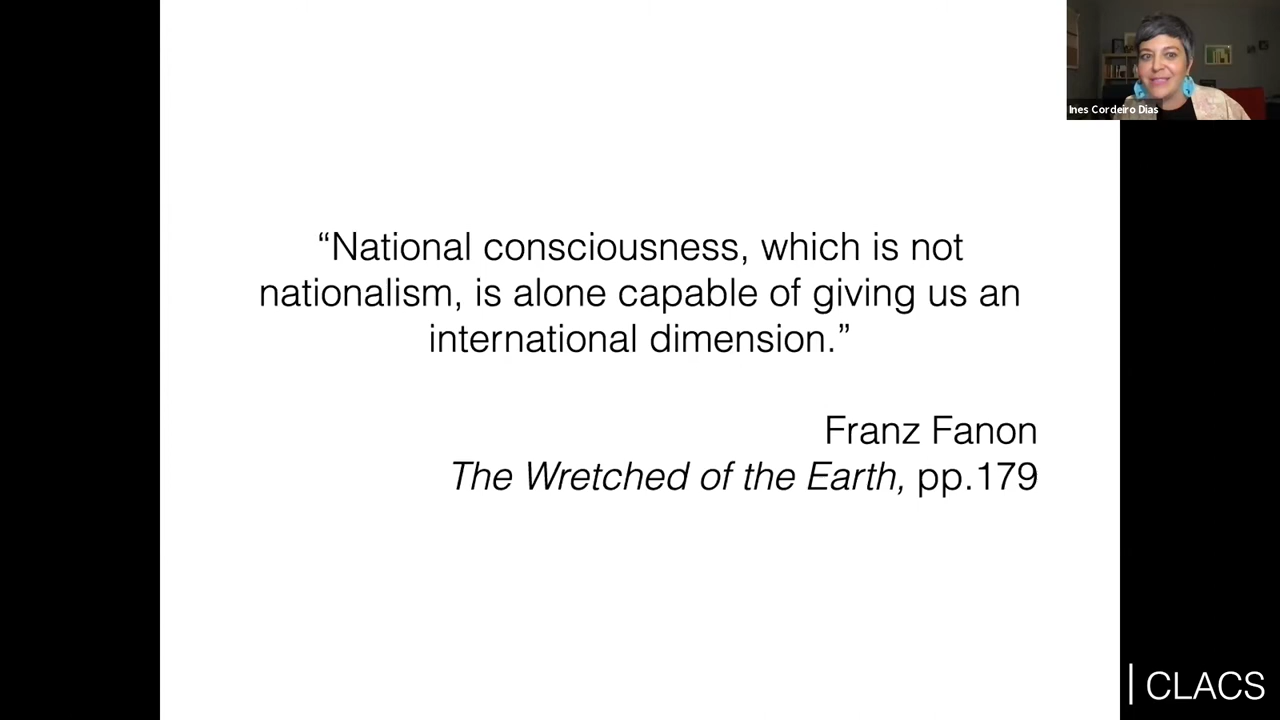 Ines Cordeiro Dias
“National consciousness, which is not
nationalism, is alone capable of giving us an
international dimension.”
Franz Fanon
The Wretched of the Earth, pp.179
| CLACS